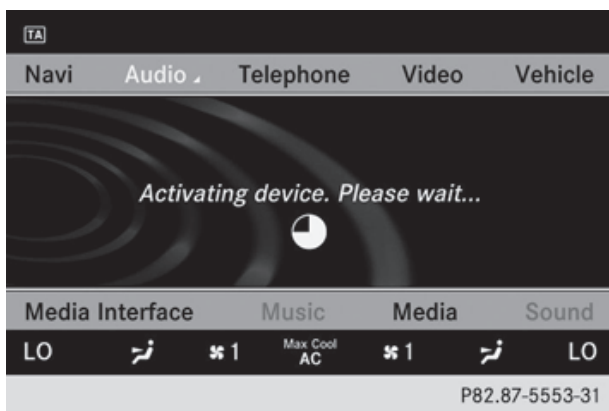 TA
Navi Audio Telephone Video Vehicle
Activating device. Please wait...
Media Interface Music Media Sound
LO 1 Max Cool AC 1 LO
P82.87-5553-31